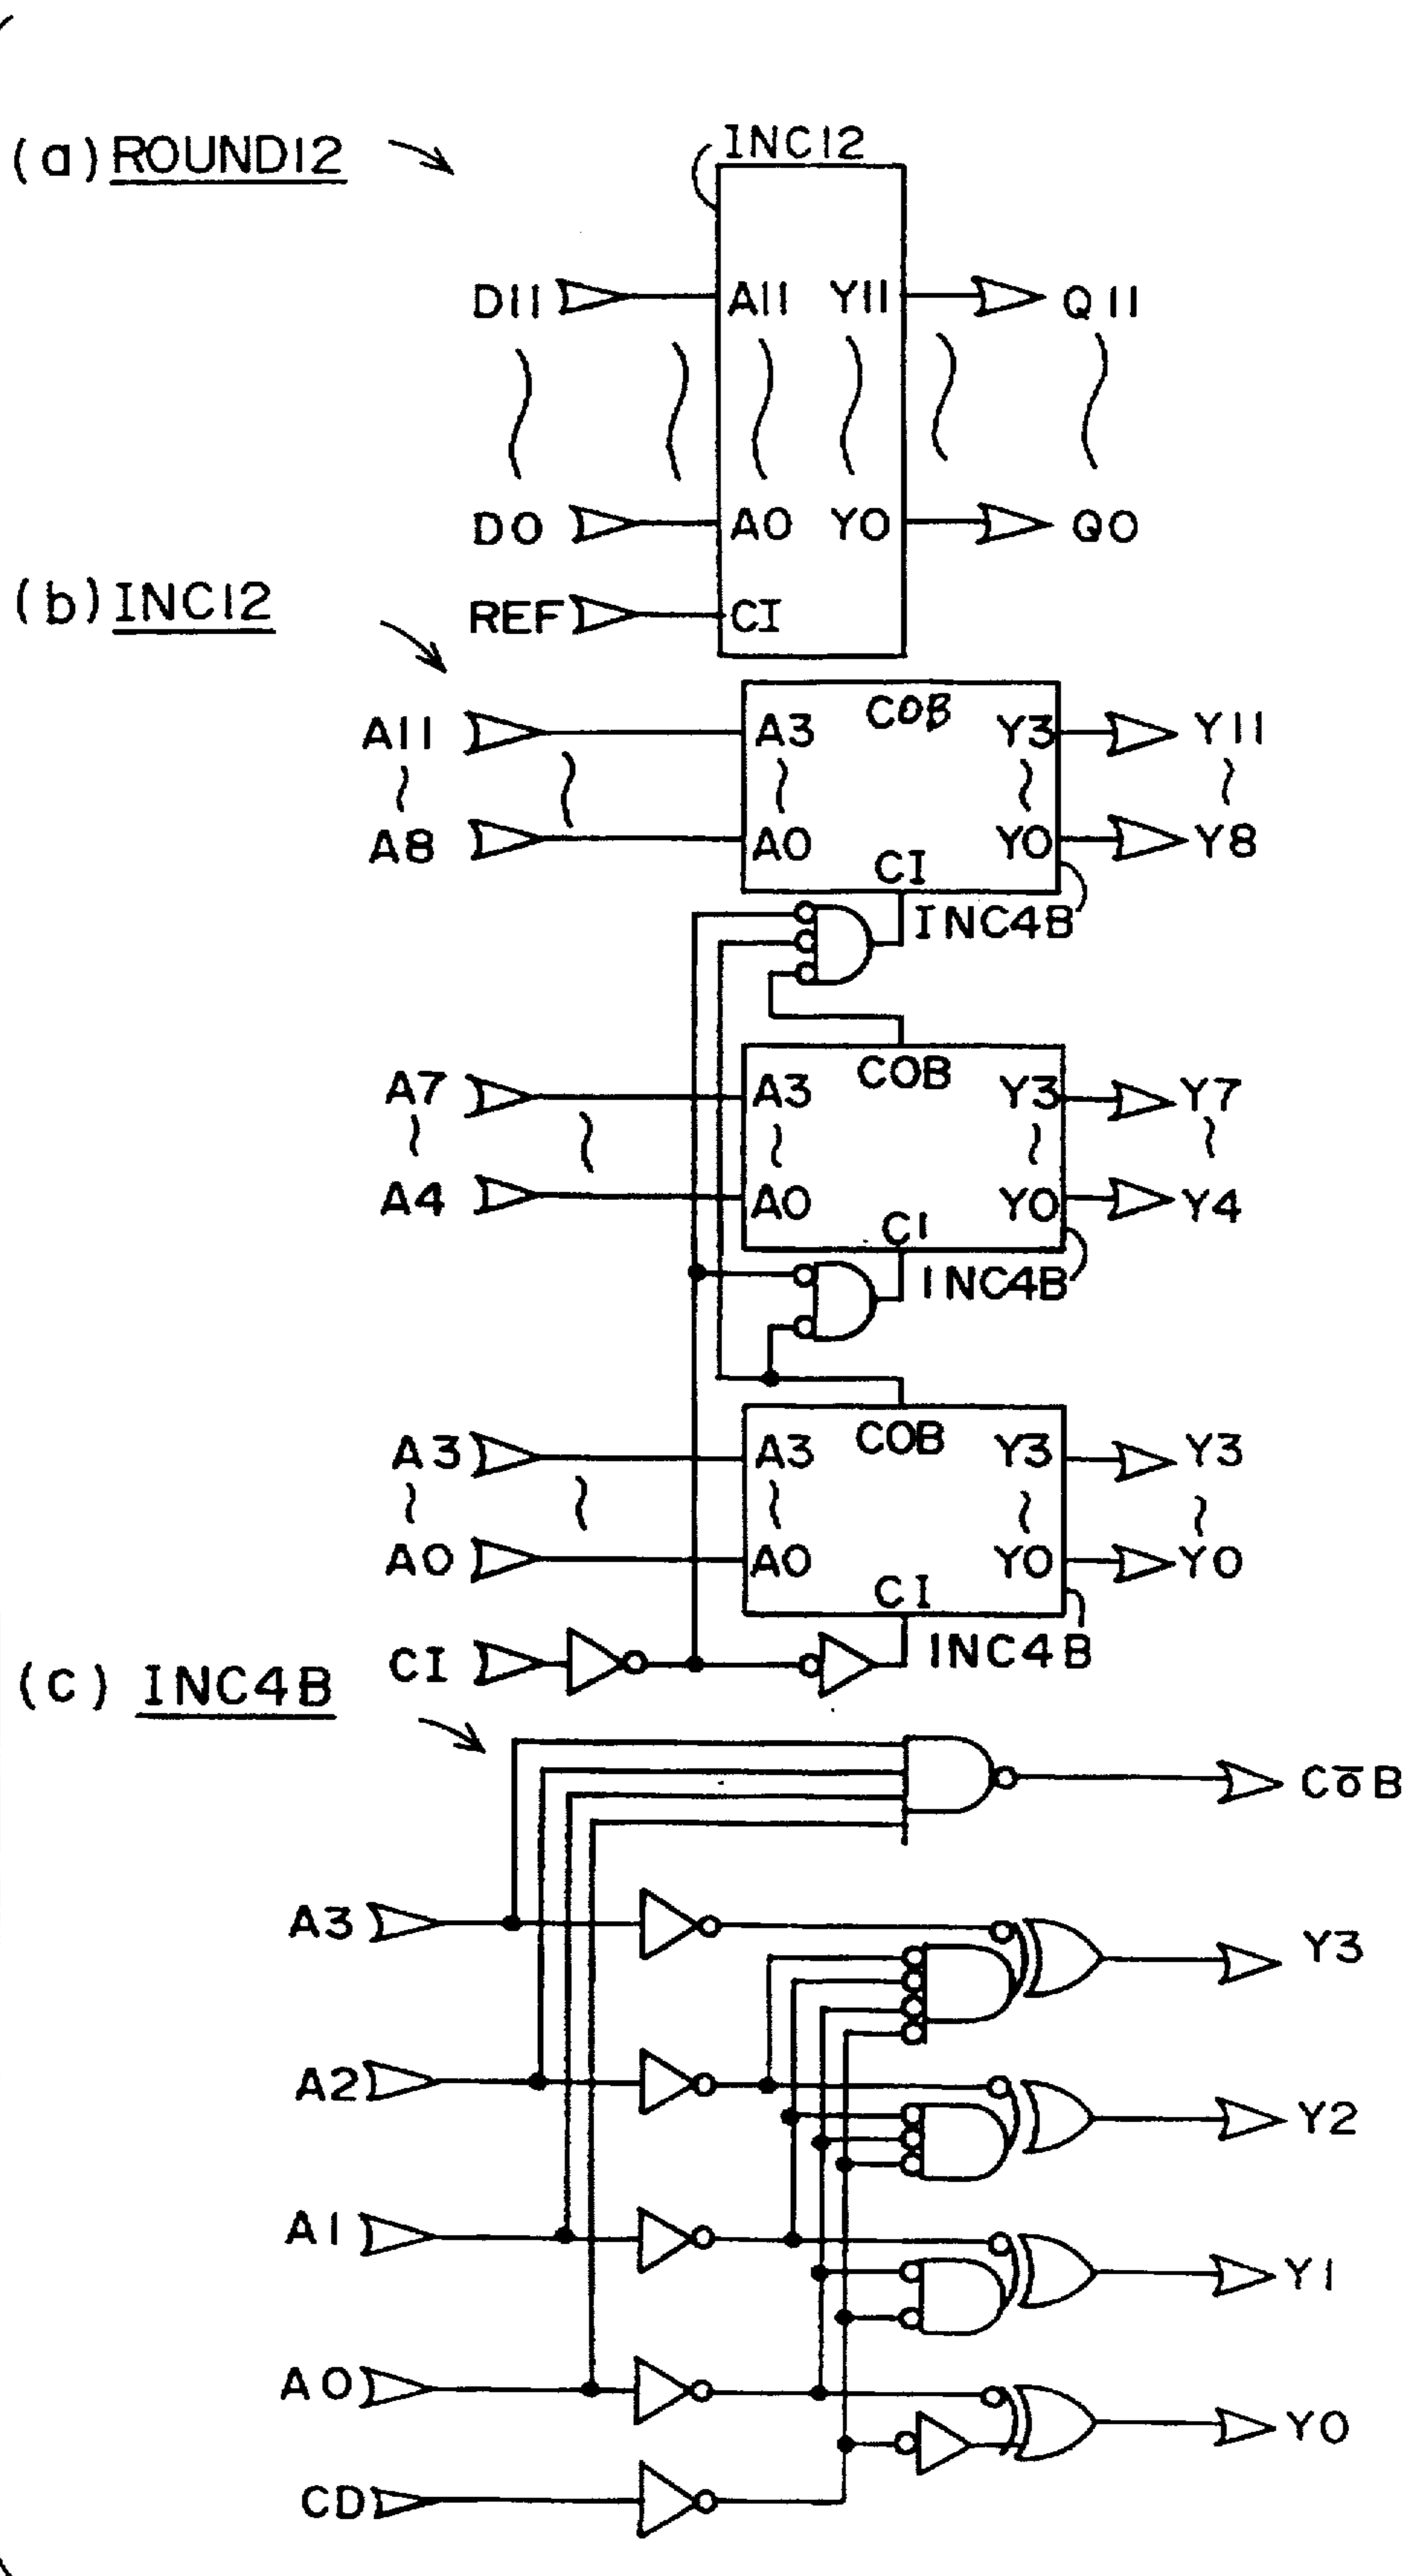 (a) ROUND12
INC12
D11 A11 Y11 Q11
D0 A0 Y0 Q0
REF CI
(b) INC12
A11 A3 COB Y3 Y11
A8 A0 CI Y0 Y8
INC4B
A7 A3 COB Y3 Y7
A4 A0 CI Y0 Y4
INC4B
A3 A3 COB Y3 Y3
A0 A0 CI Y0 Y0
CI INC4B
(c) INC4B
CŌB
A3 Y3
A2 Y2
A1 Y1
A0 Y0
CD